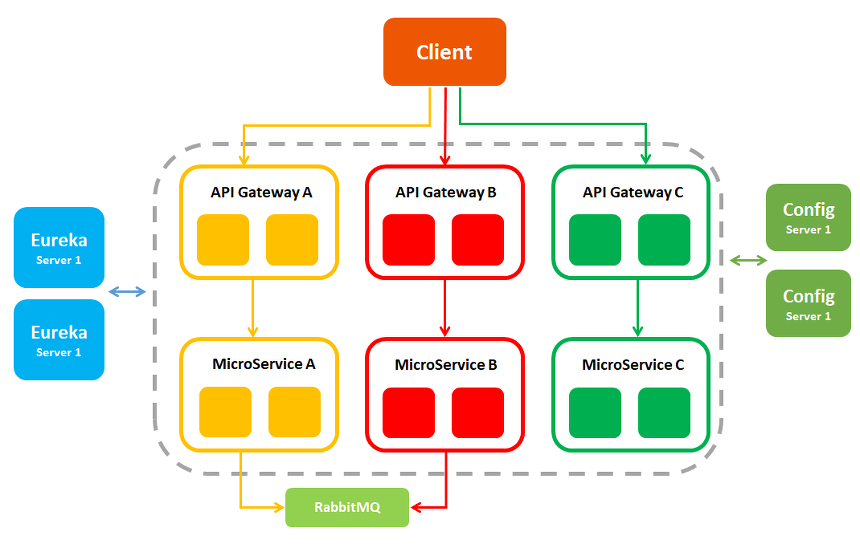 Client
API Gateway A
API Gateway B
API Gateway C
Eureka
Server 1
Eureka
Server 1
Config
Server 1
Config
Server 1
MicroService A
MicroService B
MicroService C
RabbitMQ